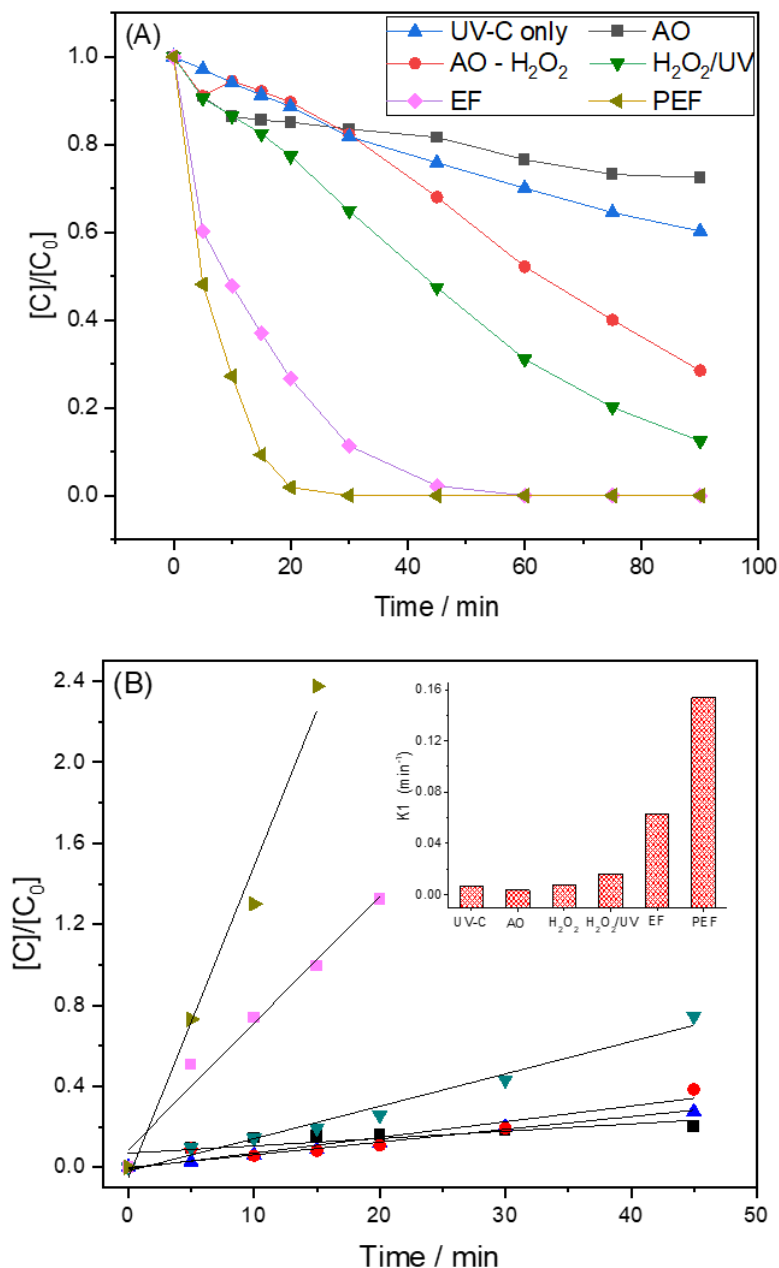 (A)
UV-C only
AO
AO - H₂O₂
H₂O₂/UV
EF
PEF
1.0
0.8
0.6
0.4
0.2
0.0
[C]/[C₀]
0 20 40 60 80 100
Time / min
(B)
2.4
2.0
1.6
1.2
0.8
0.4
0.0
[C]/[C₀]
0.16
0.12
0.08
0.04
0.00
K1 (min⁻¹)
UV-C AO H₂O₂ H₂O₂/UV EF PEF
0 10 20 30 40 50
Time / min